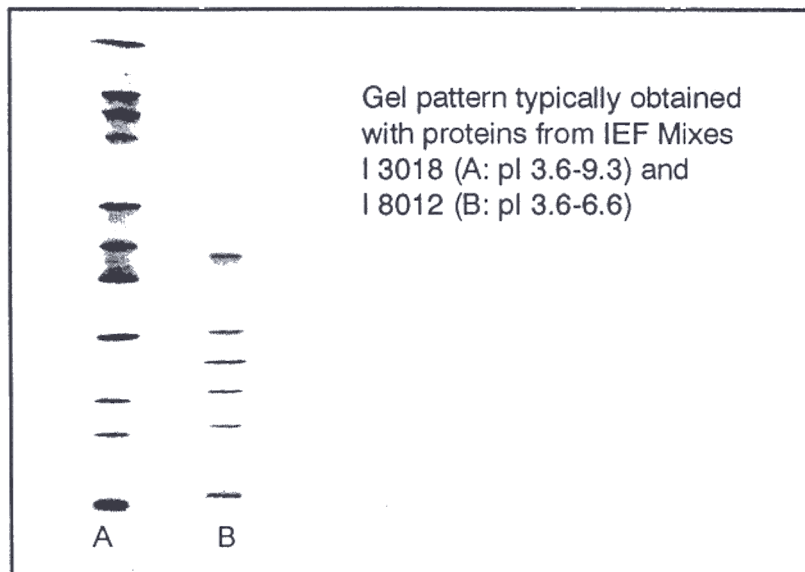 Gel pattern typically obtained
with proteins from IEF Mixes
I 3018 (A: pI 3.6-9.3) and
I 8012 (B: pI 3.6-6.6)
A B